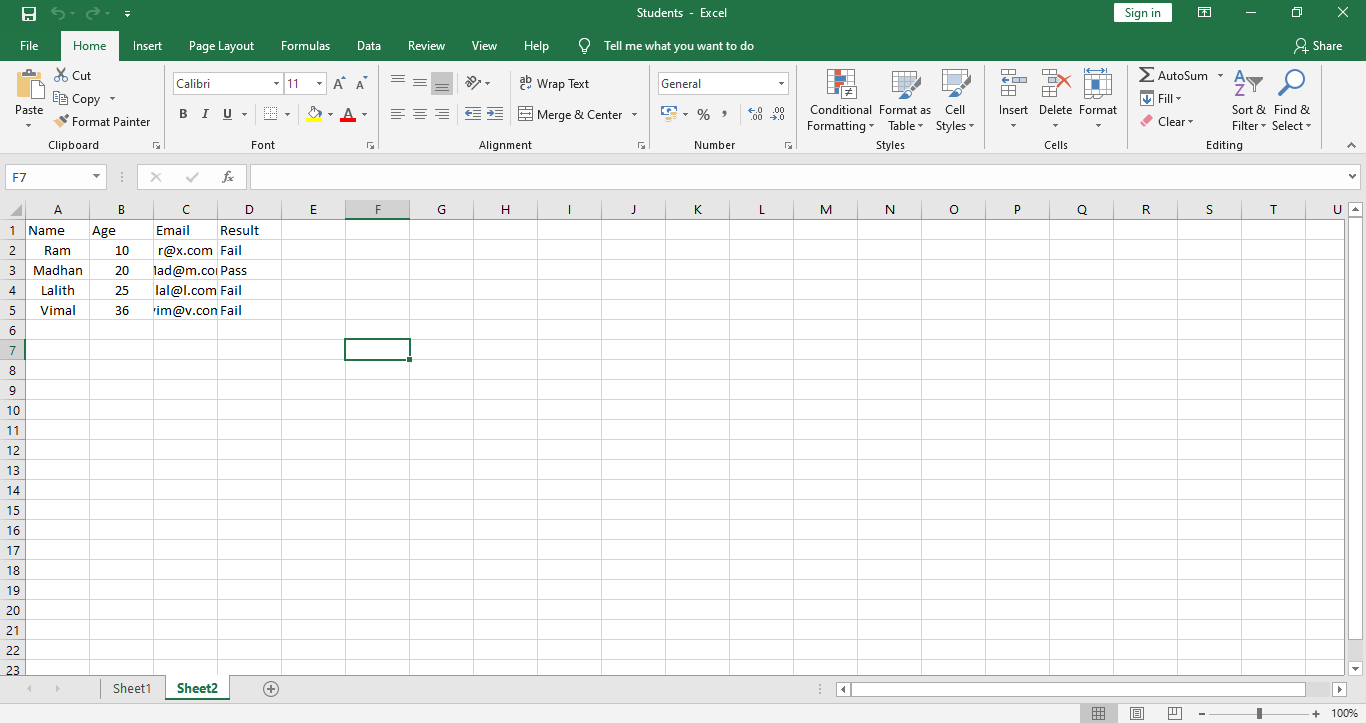 Students - Excel
Sign in
File Home Insert Page Layout Formulas Data Review View Help Tell me what you want to do
Share
Paste
Cut
Copy
Format Painter
Clipboard
Calibri 11
B I U
Font
Wrap Text
Merge & Center
Alignment
General
Number
Conditional Formatting
Format as Table
Cell Styles
Styles
Insert Delete Format
Cells
AutoSum
Fill
Clear
Sort & Filter
Find & Select
Editing
F7
fx
A B C D E F G H I J K L M N O P Q R S T U
1 Name Age Email Result
2 Ram 10 r@x.com Fail
3 Madhan 20 Pass
4 Lalith 25 lal@l.com Fail
5 Vimal 36 Fail
6
7
8
9
10
11
12
13
14
15
16
17
18
19
20
21
22
23
Sheet1 Sheet2
100%